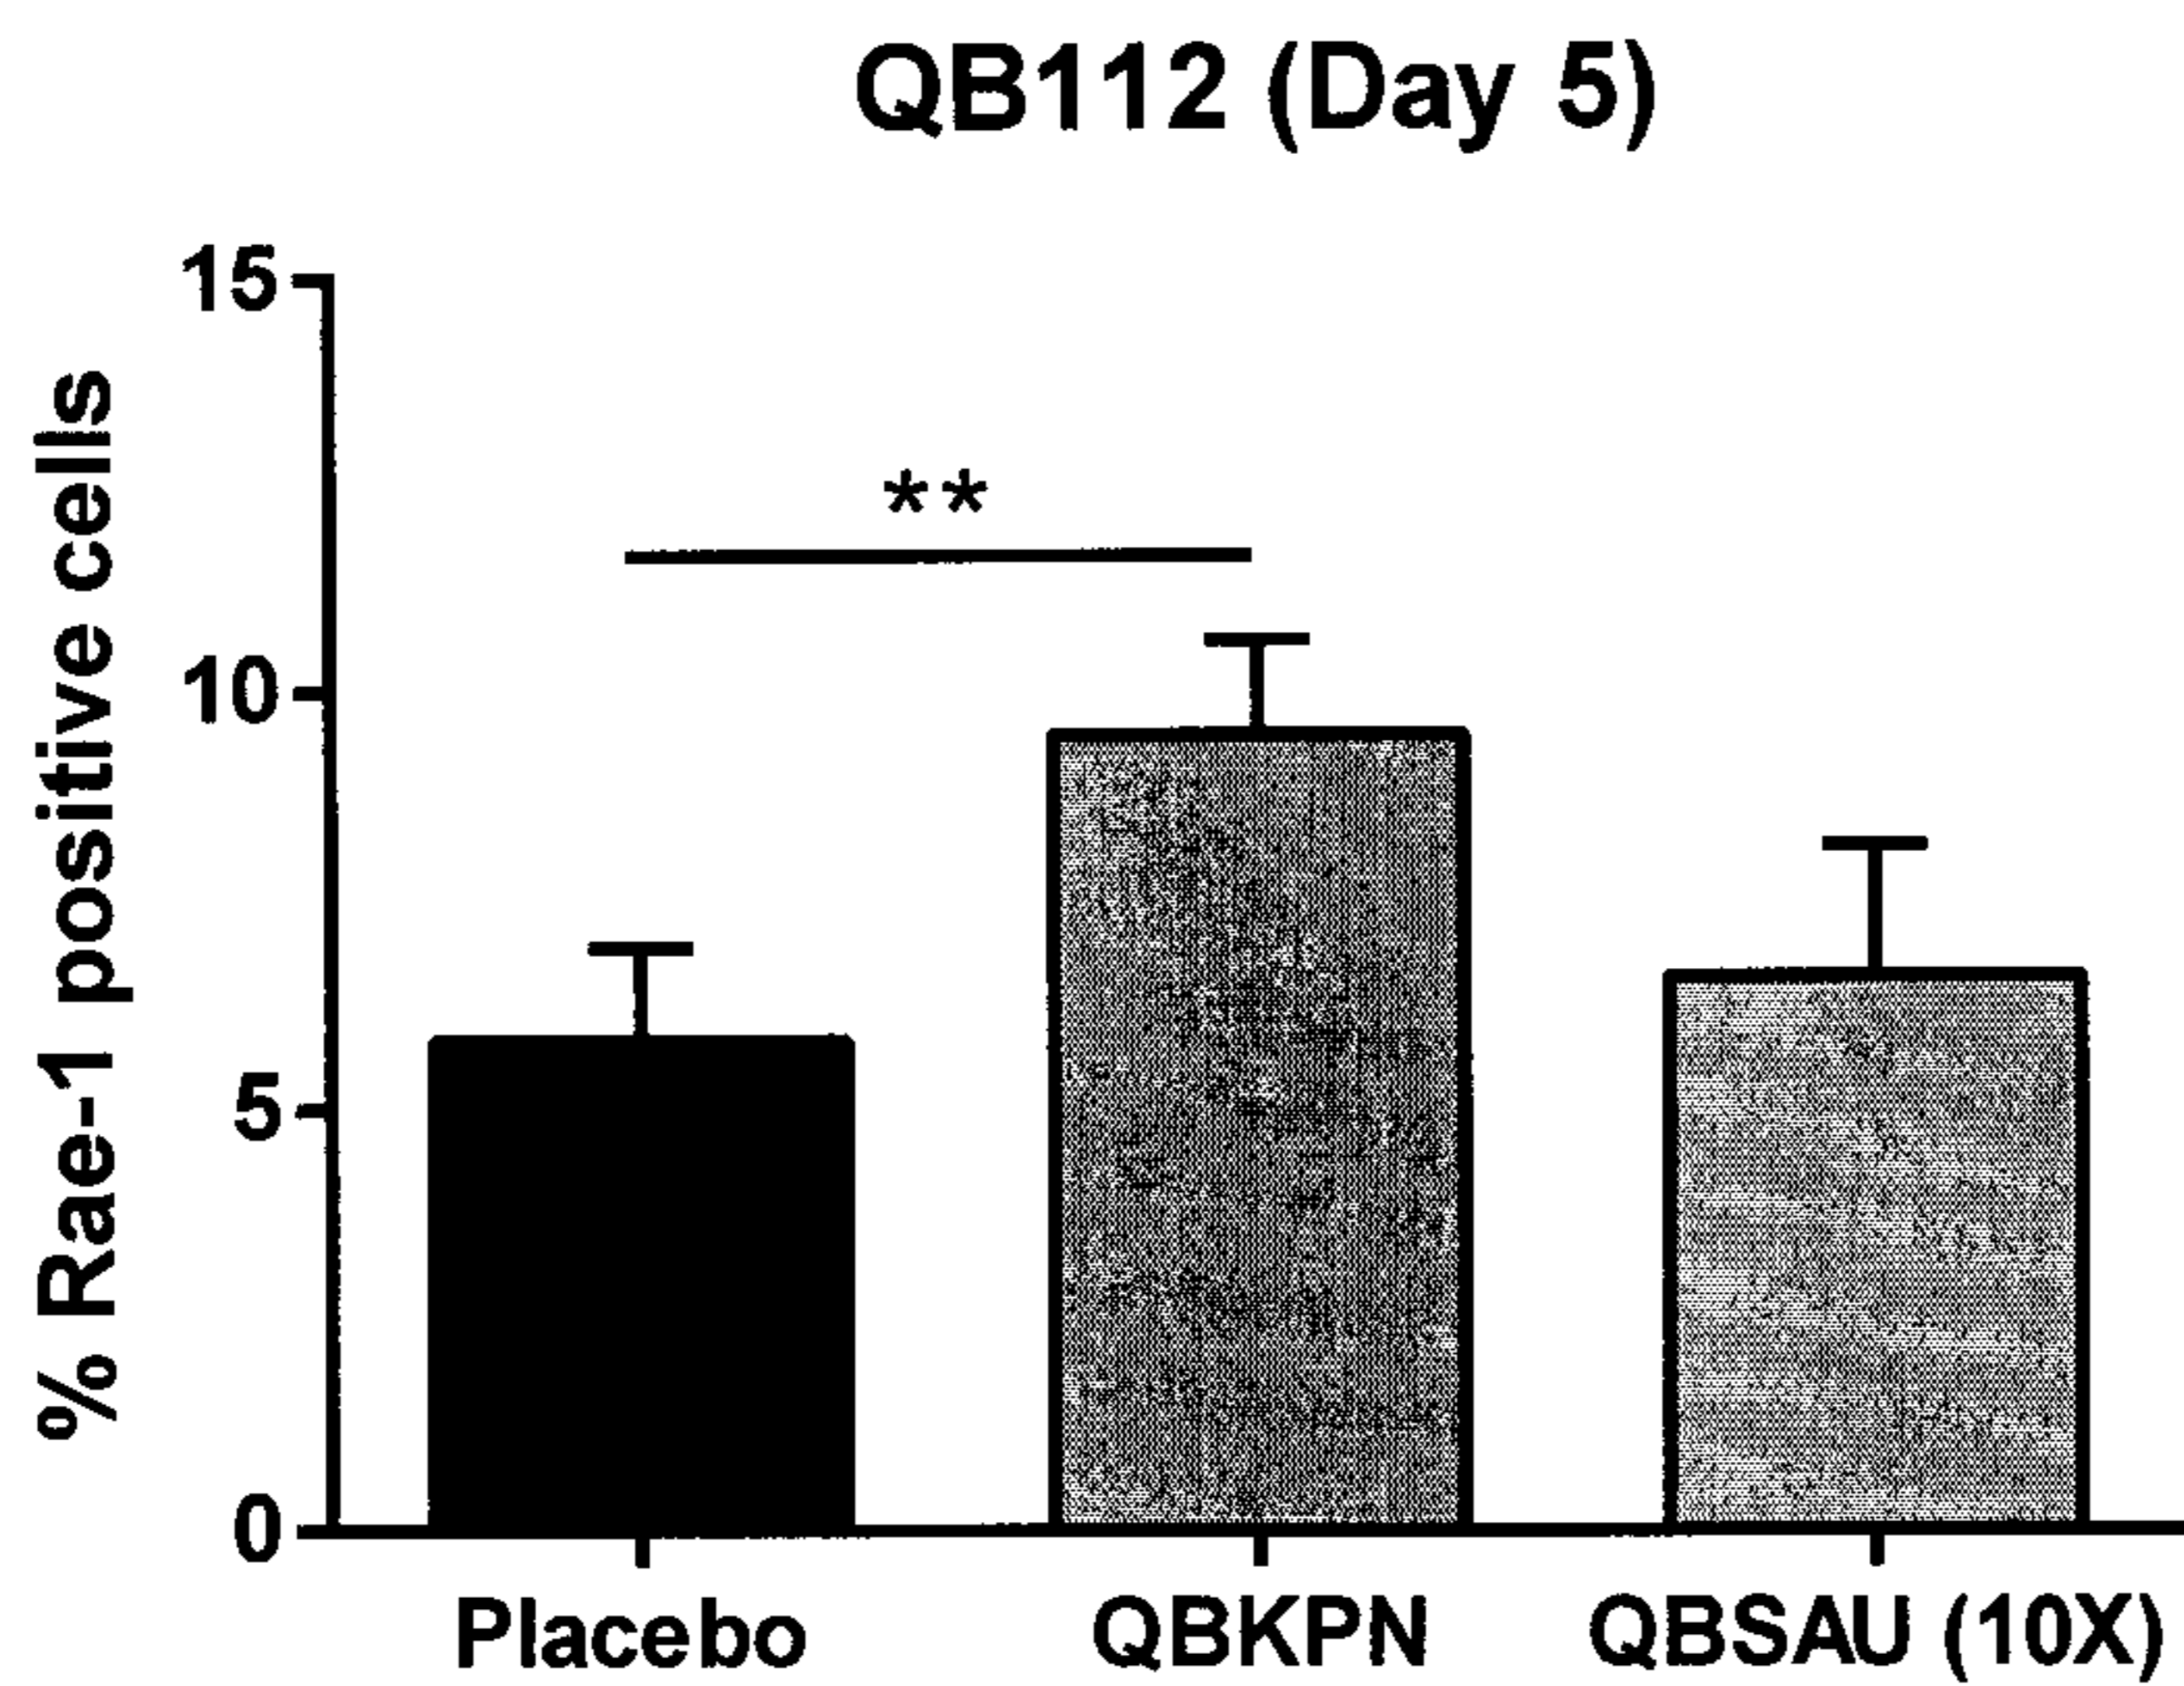 QB112 (Day 5)
% Rae-1 positive cells
15
10
5
0
**
Placebo
QBKPN
QBSAU (10X)